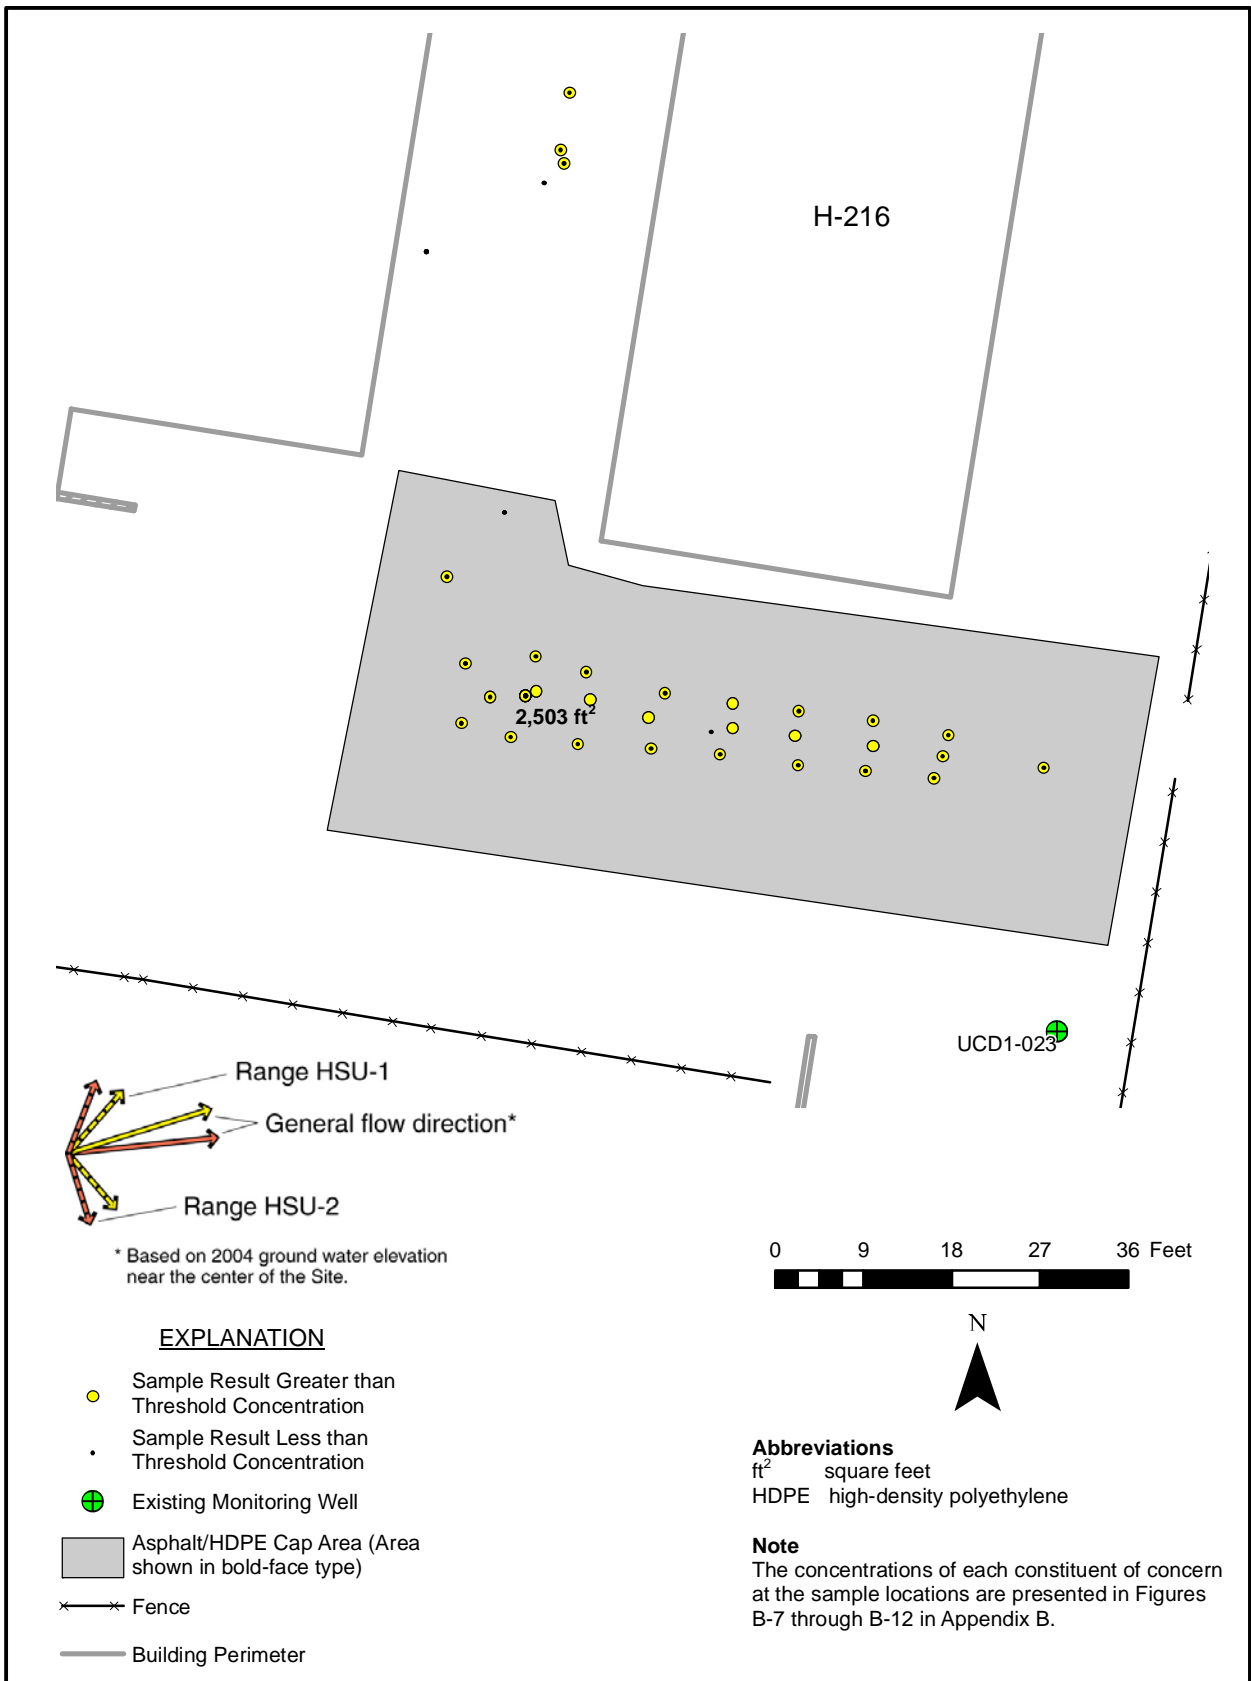 H-216
2,503 ft²
UCD1-023
Range HSU-1
General flow direction*
Range HSU-2
* Based on 2004 ground water elevation
near the center of the Site.
0 9 18 27 36 Feet
N
EXPLANATION
Sample Result Greater than
Threshold Concentration
Sample Result Less than
Threshold Concentration
Existing Monitoring Well
Asphalt/HDPE Cap Area (Area
shown in bold-face type)
Fence
Building Perimeter
Abbreviations
ft² square feet
HDPE high-density polyethylene
Note
The concentrations of each constituent of concern
at the sample locations are presented in Figures
B-7 through B-12 in Appendix B.